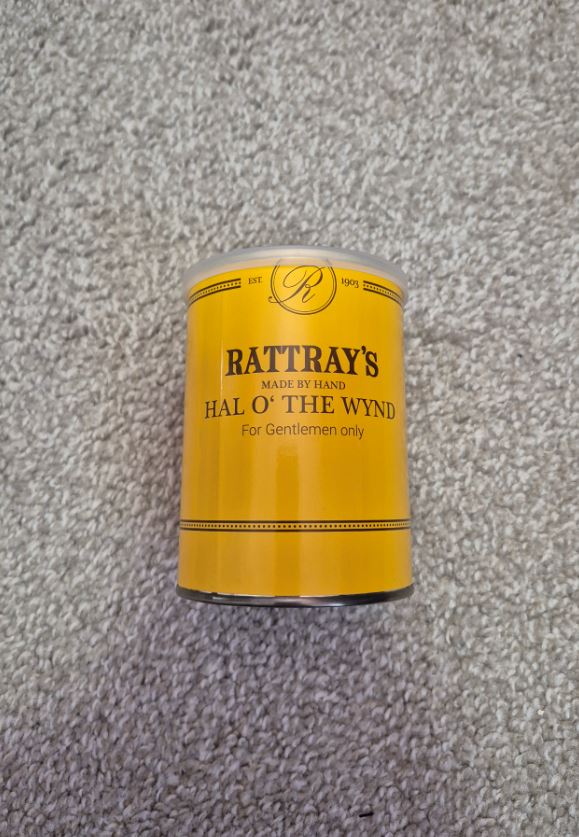 EST. R 1903
RATTRAY'S
MADE BY HAND
HAL O‘ THE WYND
For Gentlemen only